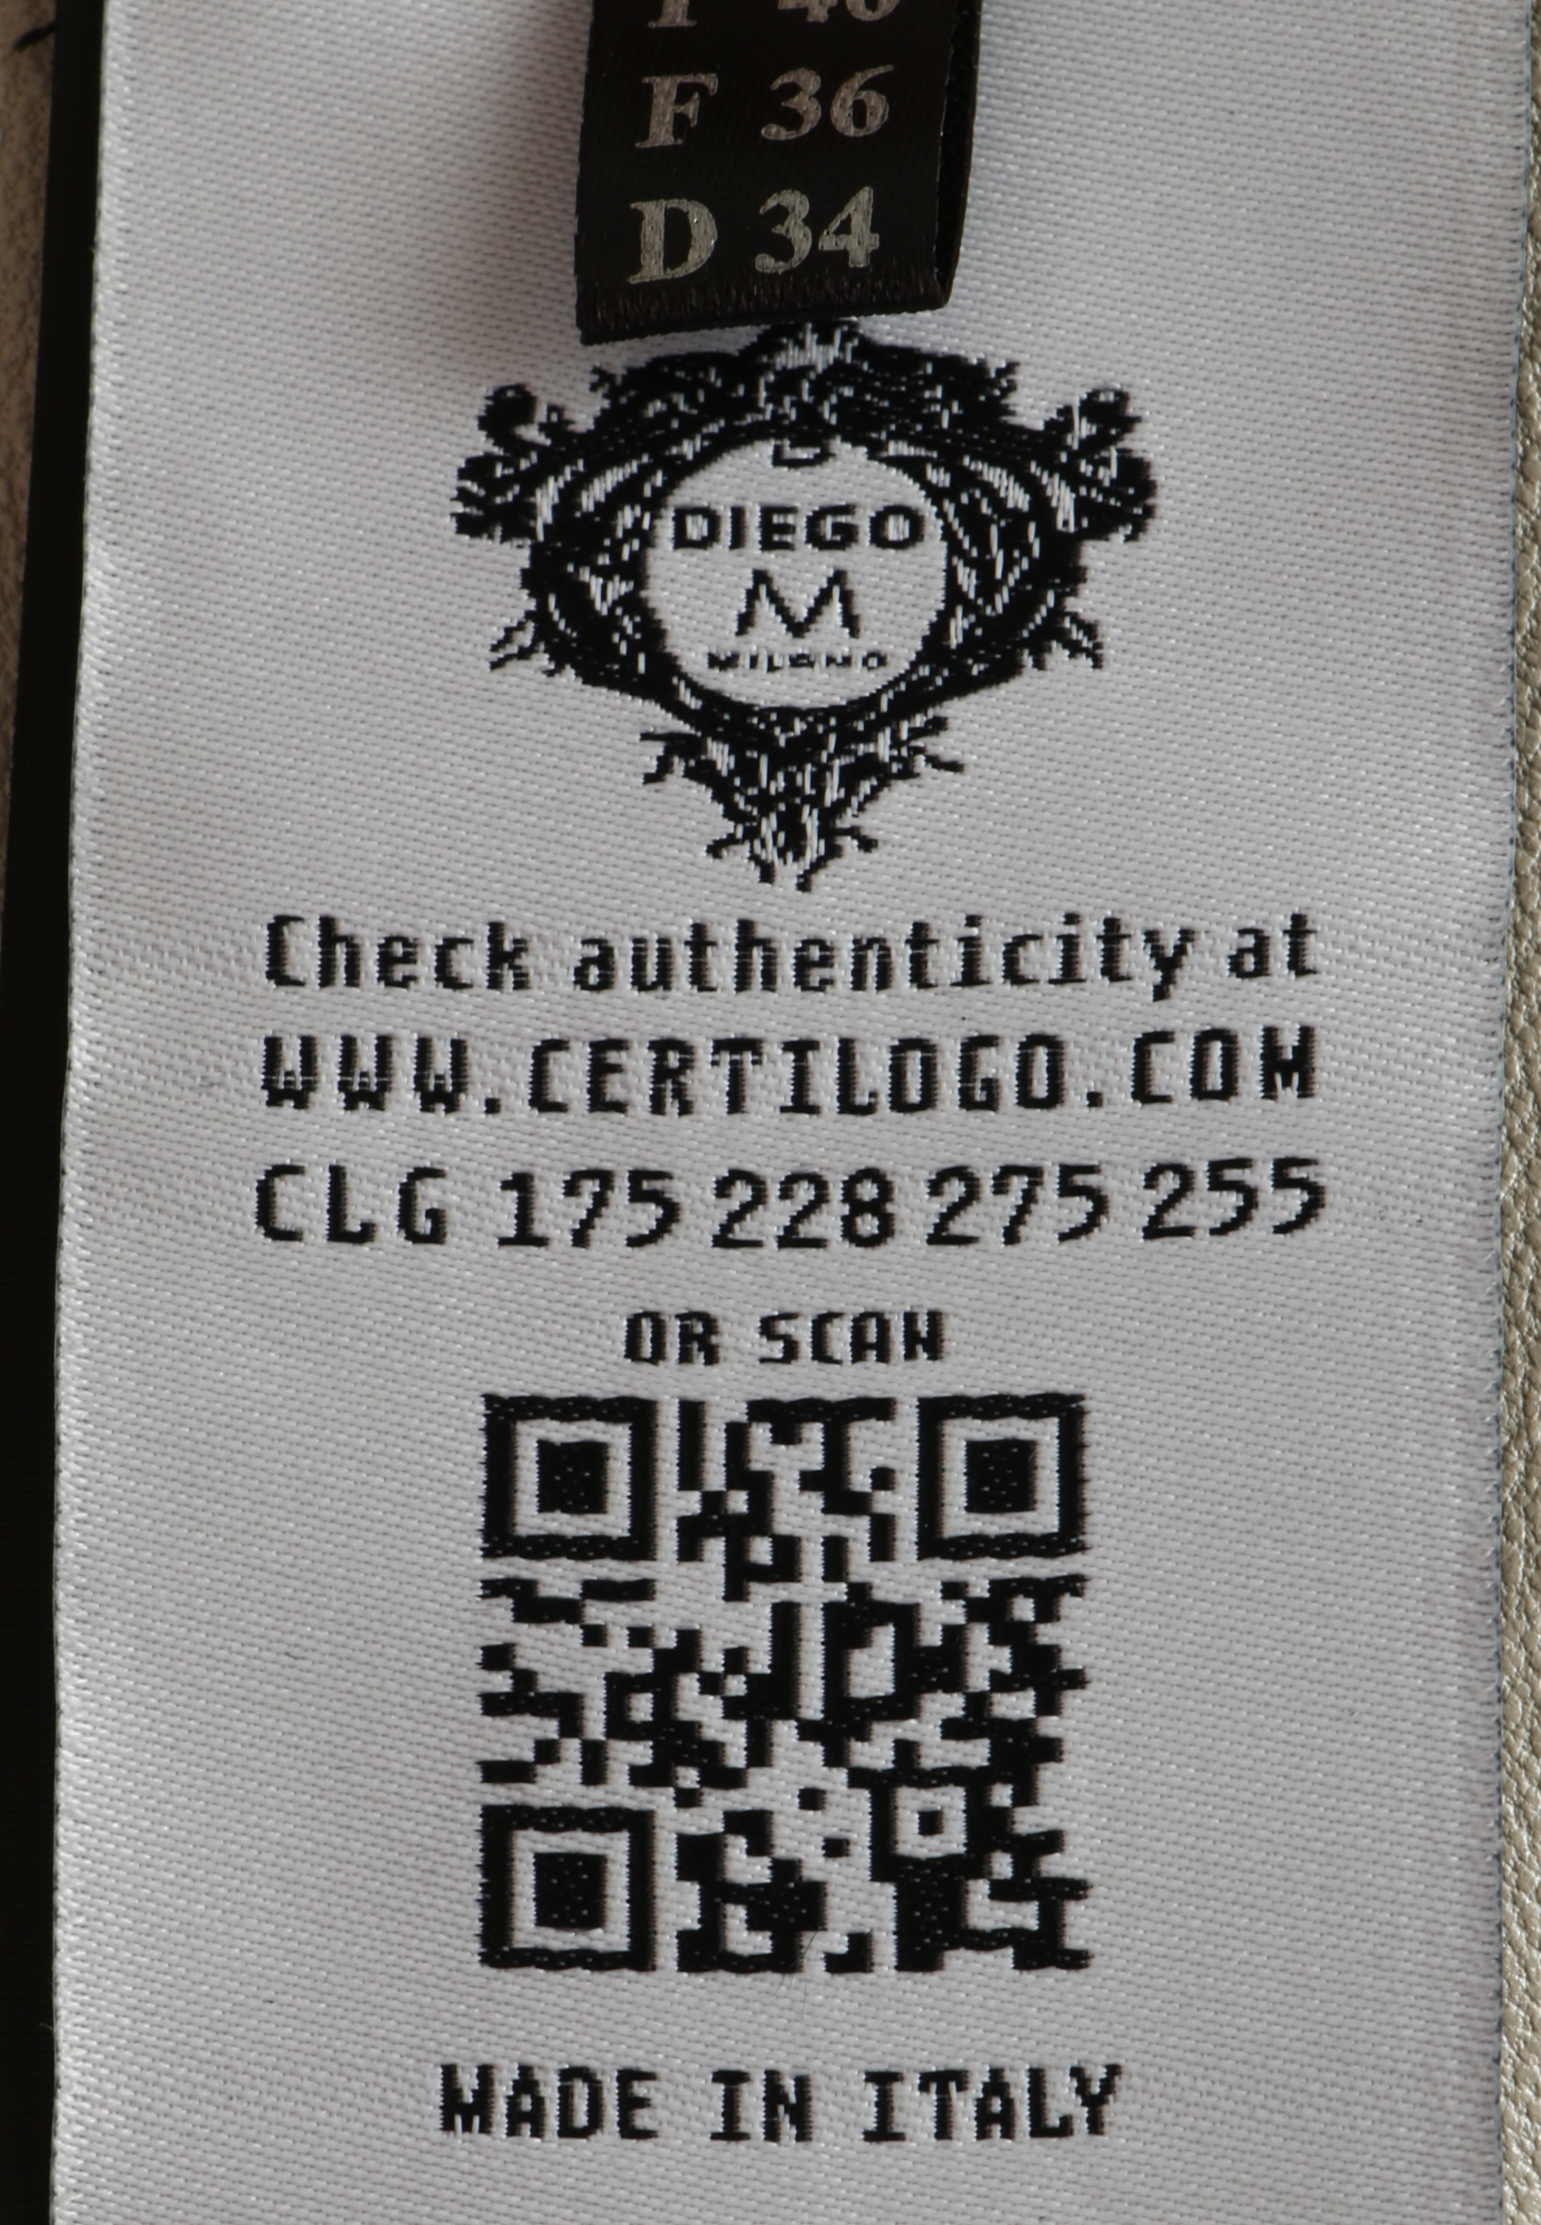 40
F 36
D 34
DIEGO
M
MILANO
Check authenticity at
WWW.CERTILOGO.COM
CLG 175 228 275 255
OR SCAN
MADE IN ITALY